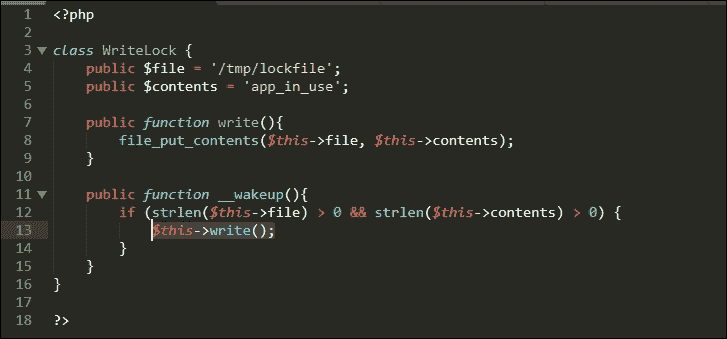 1 <?php
2
3 class WriteLock {
4     public $file = '/tmp/lockfile';
5     public $contents = 'app_in_use';
6
7     public function write(){
8         file_put_contents($this->file, $this->contents);
9     }
10
11     public function __wakeup(){
12         if (strlen($this->file) > 0 && strlen($this->contents) > 0) {
13             $this->write();
14         }
15     }
16 }
17
18 ?>